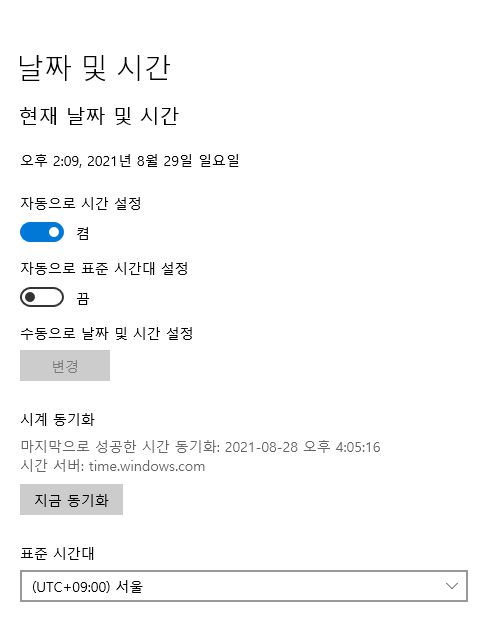 날짜 및 시간
현재 날짜 및 시간
오후 2:09, 2021년 8월 29일 일요일
자동으로 시간 설정
켬
자동으로 표준 시간대 설정
끔
수동으로 날짜 및 시간 설정
변경
시계 동기화
마지막으로 성공한 시간 동기화: 2021-08-28 오후 4:05:16
시간 서버: time.windows.com
지금 동기화
표준 시간대
(UTC+09:00) 서울